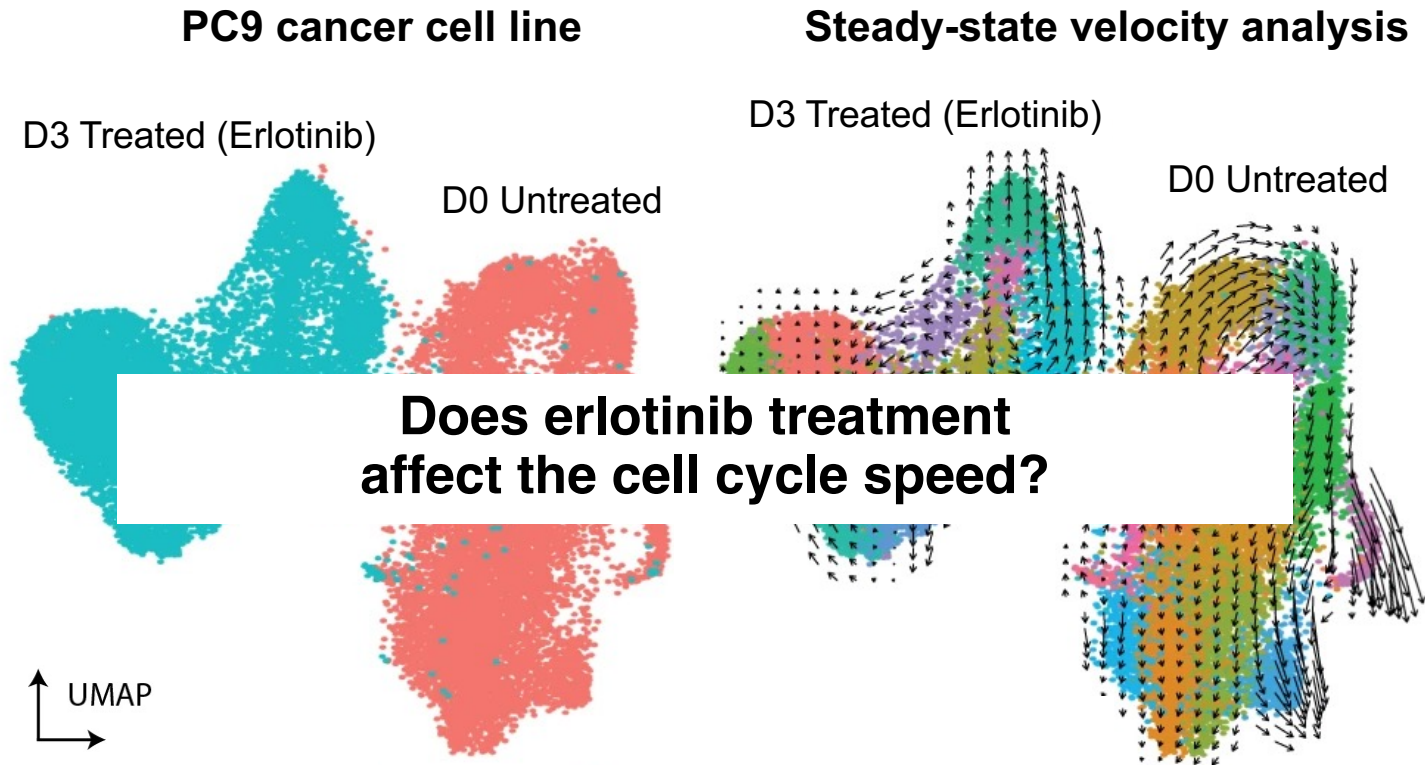 PC9 cancer cell line
Steady-state velocity analysis
D3 Treated (Erlotinib)
D0 Untreated
D3 Treated (Erlotinib)
D0 Untreated
Does erlotinib treatment
affect the cell cycle speed?
UMAP